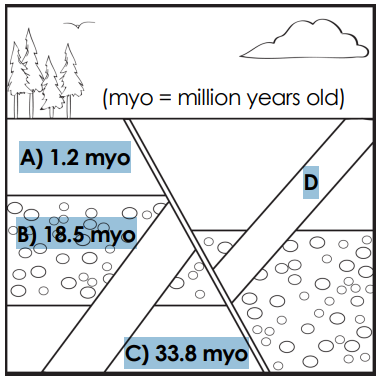 (myo = million years old)
A) 1.2 myo
D
B) 18.5 myo
C) 33.8 myo